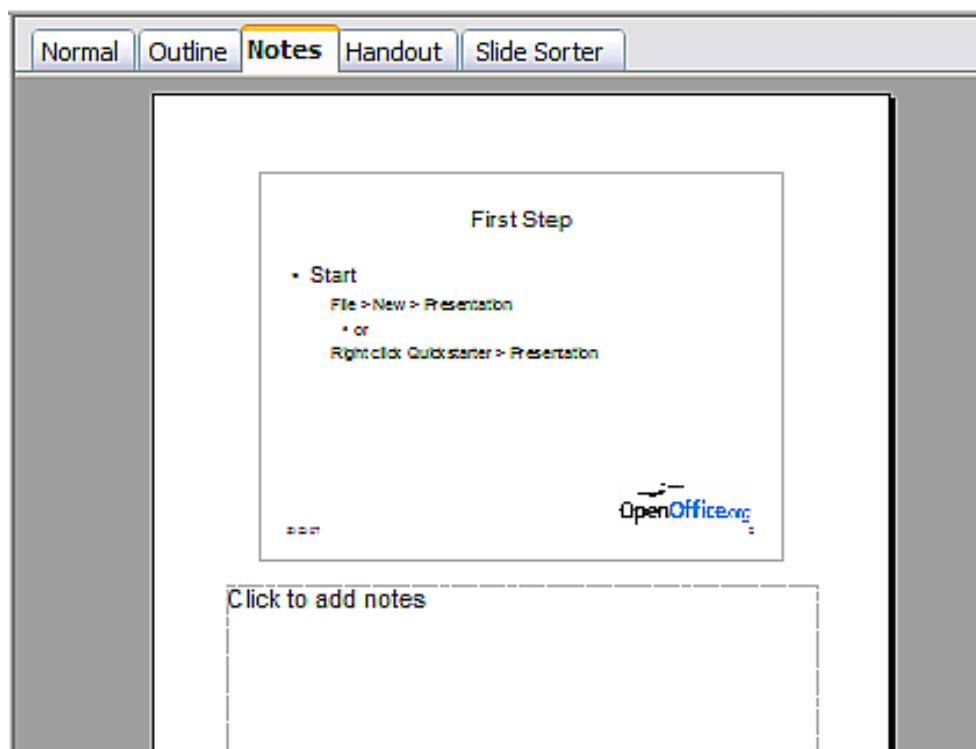 Normal Outline Notes Handout Slide Sorter
First Step
• Start
File > New > Presentation
• or
Right click Quickstarter > Presentation
OpenOffice.org
Click to add notes